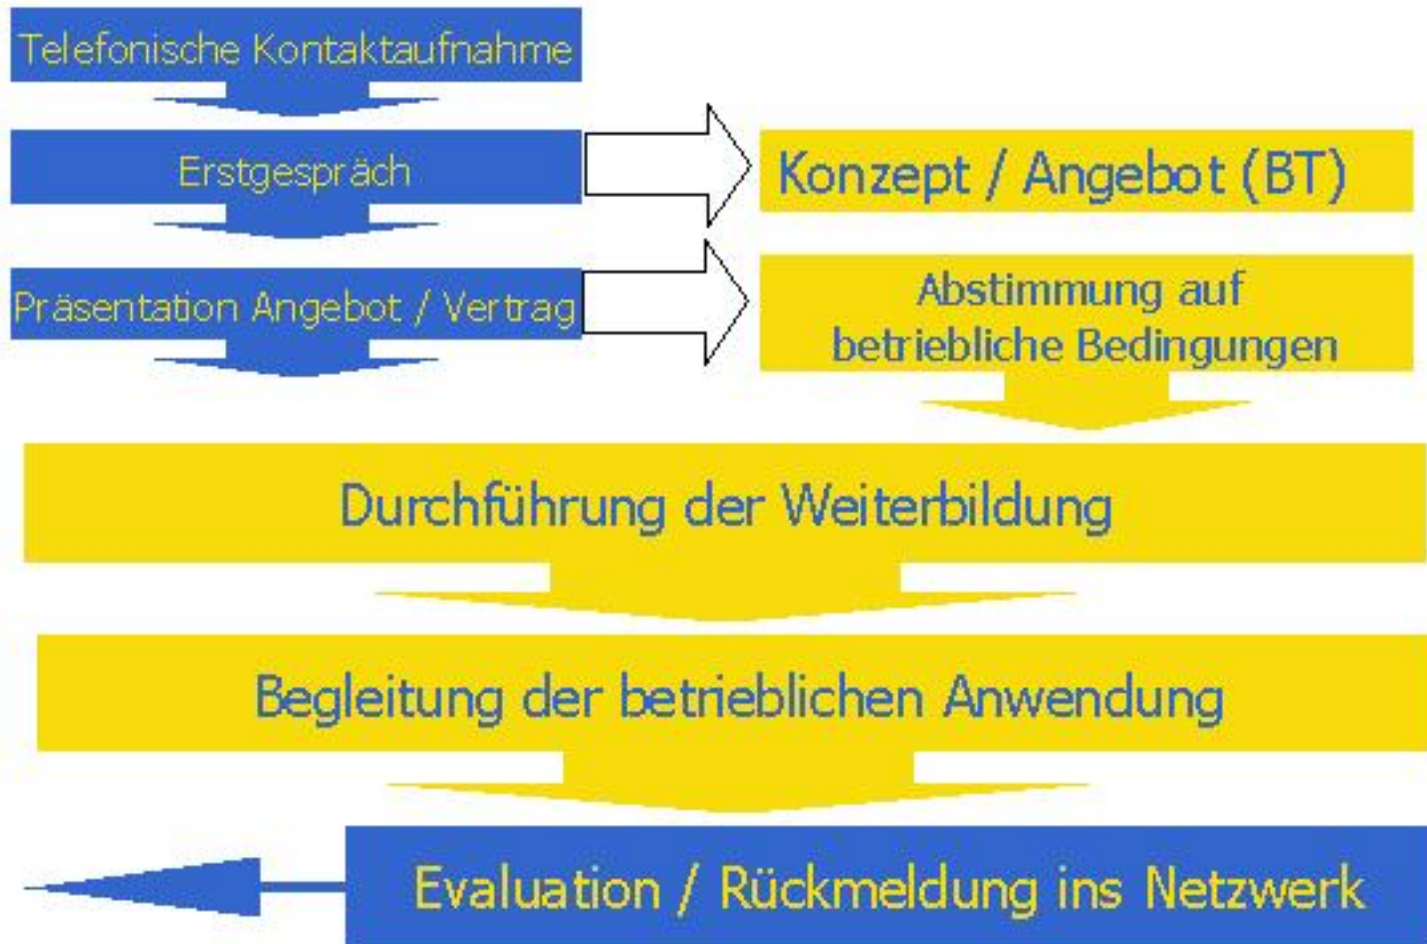 Telefonische Kontaktaufnahme
Erstgespräch
Konzept / Angebot (BT)
Präsentation Angebot / Vertrag
Abstimmung auf
betriebliche Bedingungen
Durchführung der Weiterbildung
Begleitung der betrieblichen Anwendung
Evaluation / Rückmeldung ins Netzwerk